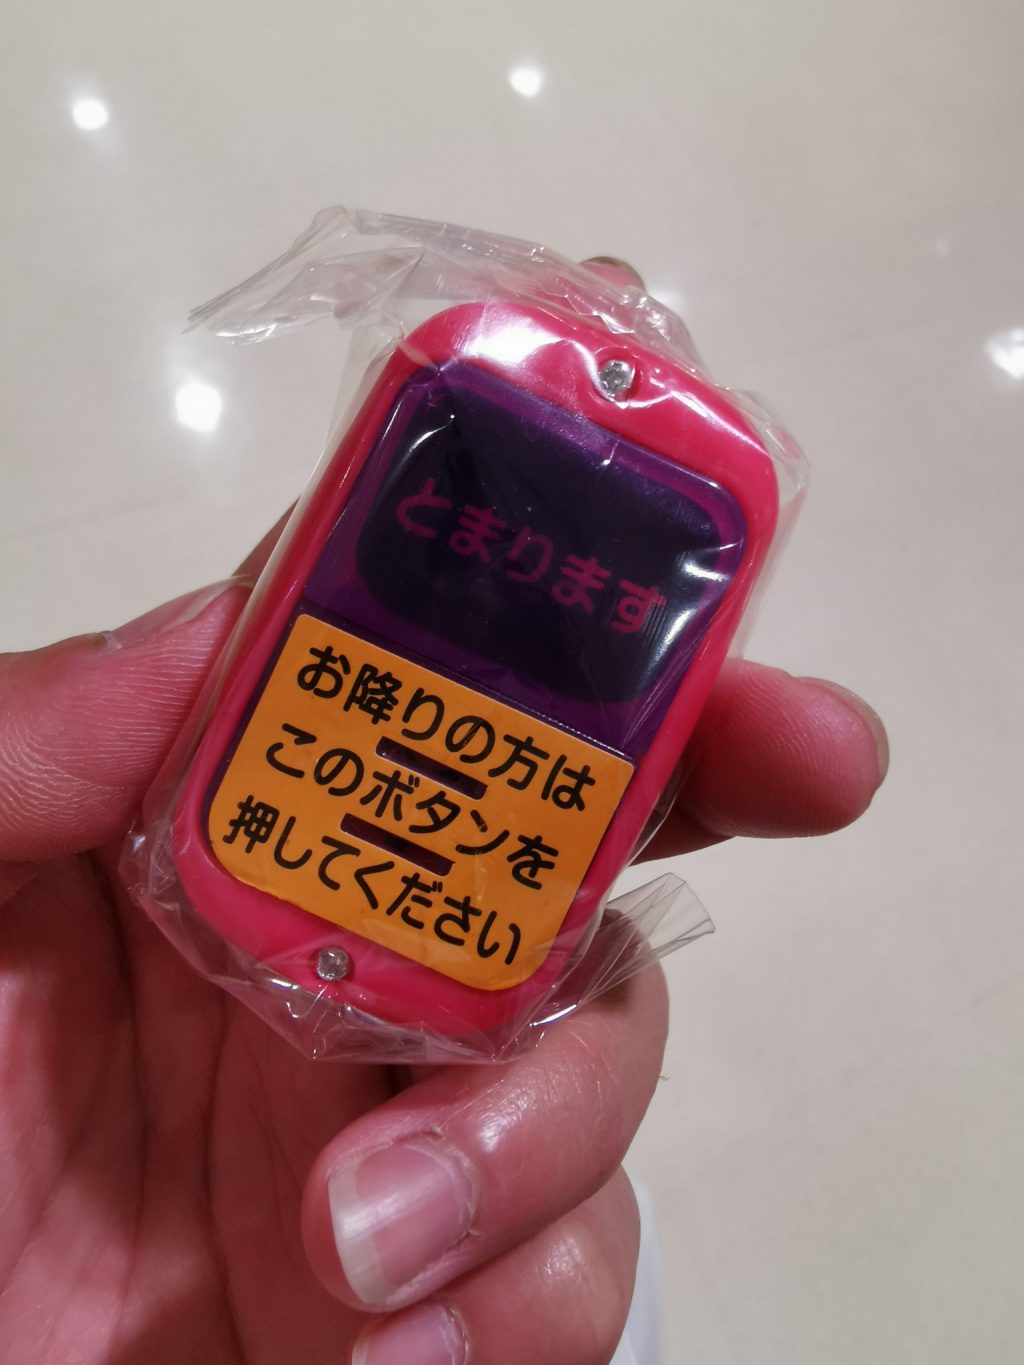 とまります
お降りの方は
このボタンを
押してください